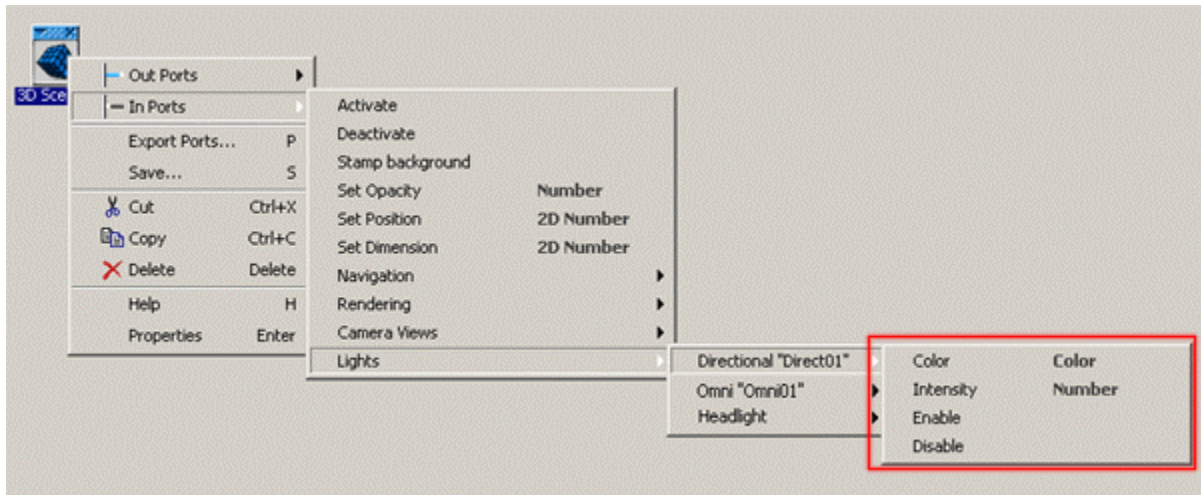 3D Sce
Out Ports
In Ports
Export Ports... P
Save... S
Cut Ctrl+X
Copy Ctrl+C
Delete Delete
Help H
Properties Enter
Activate
Deactivate
Stamp background
Set Opacity Number
Set Position 2D Number
Set Dimension 2D Number
Navigation
Rendering
Camera Views
Lights
Directional "Direct01"
Omni "Omni01"
Headlight
Color Color
Intensity Number
Enable
Disable